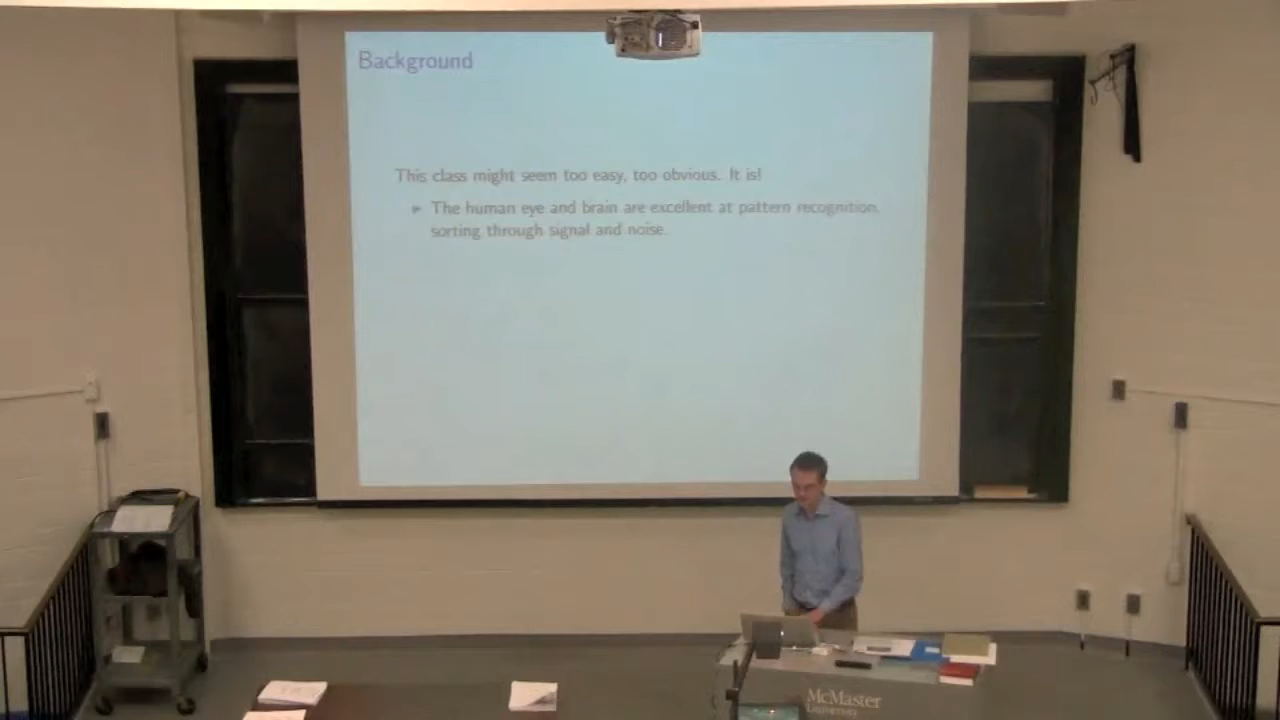 Background
This class might seem too easy, too obvious. It is!
The human eye and brain are excellent at pattern recognition,
sorting through signal and noise.
McMaster
University